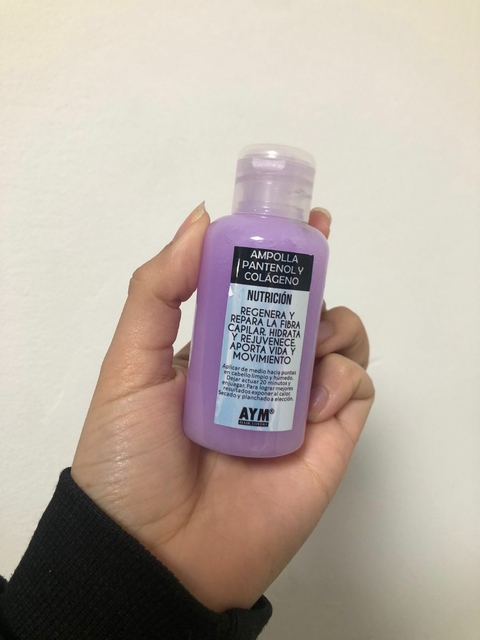 AMPOLLA
PANTENOL Y
COLÁGENO
NUTRICIÓN
REGENERA Y
REPARA LA FIBRA
CAPILAR. HIDRATA
Y REJUVENECE.
APORTA VIDA Y
MOVIMIENTO
Aplicar de medio hacia puntas
en cabello limpio y húmedo.
Dejar actuar 20 minutos y
enjuagar. Para lograr mejores
resultados exponer al calor.
Secado y planchado a elección.
AYM®